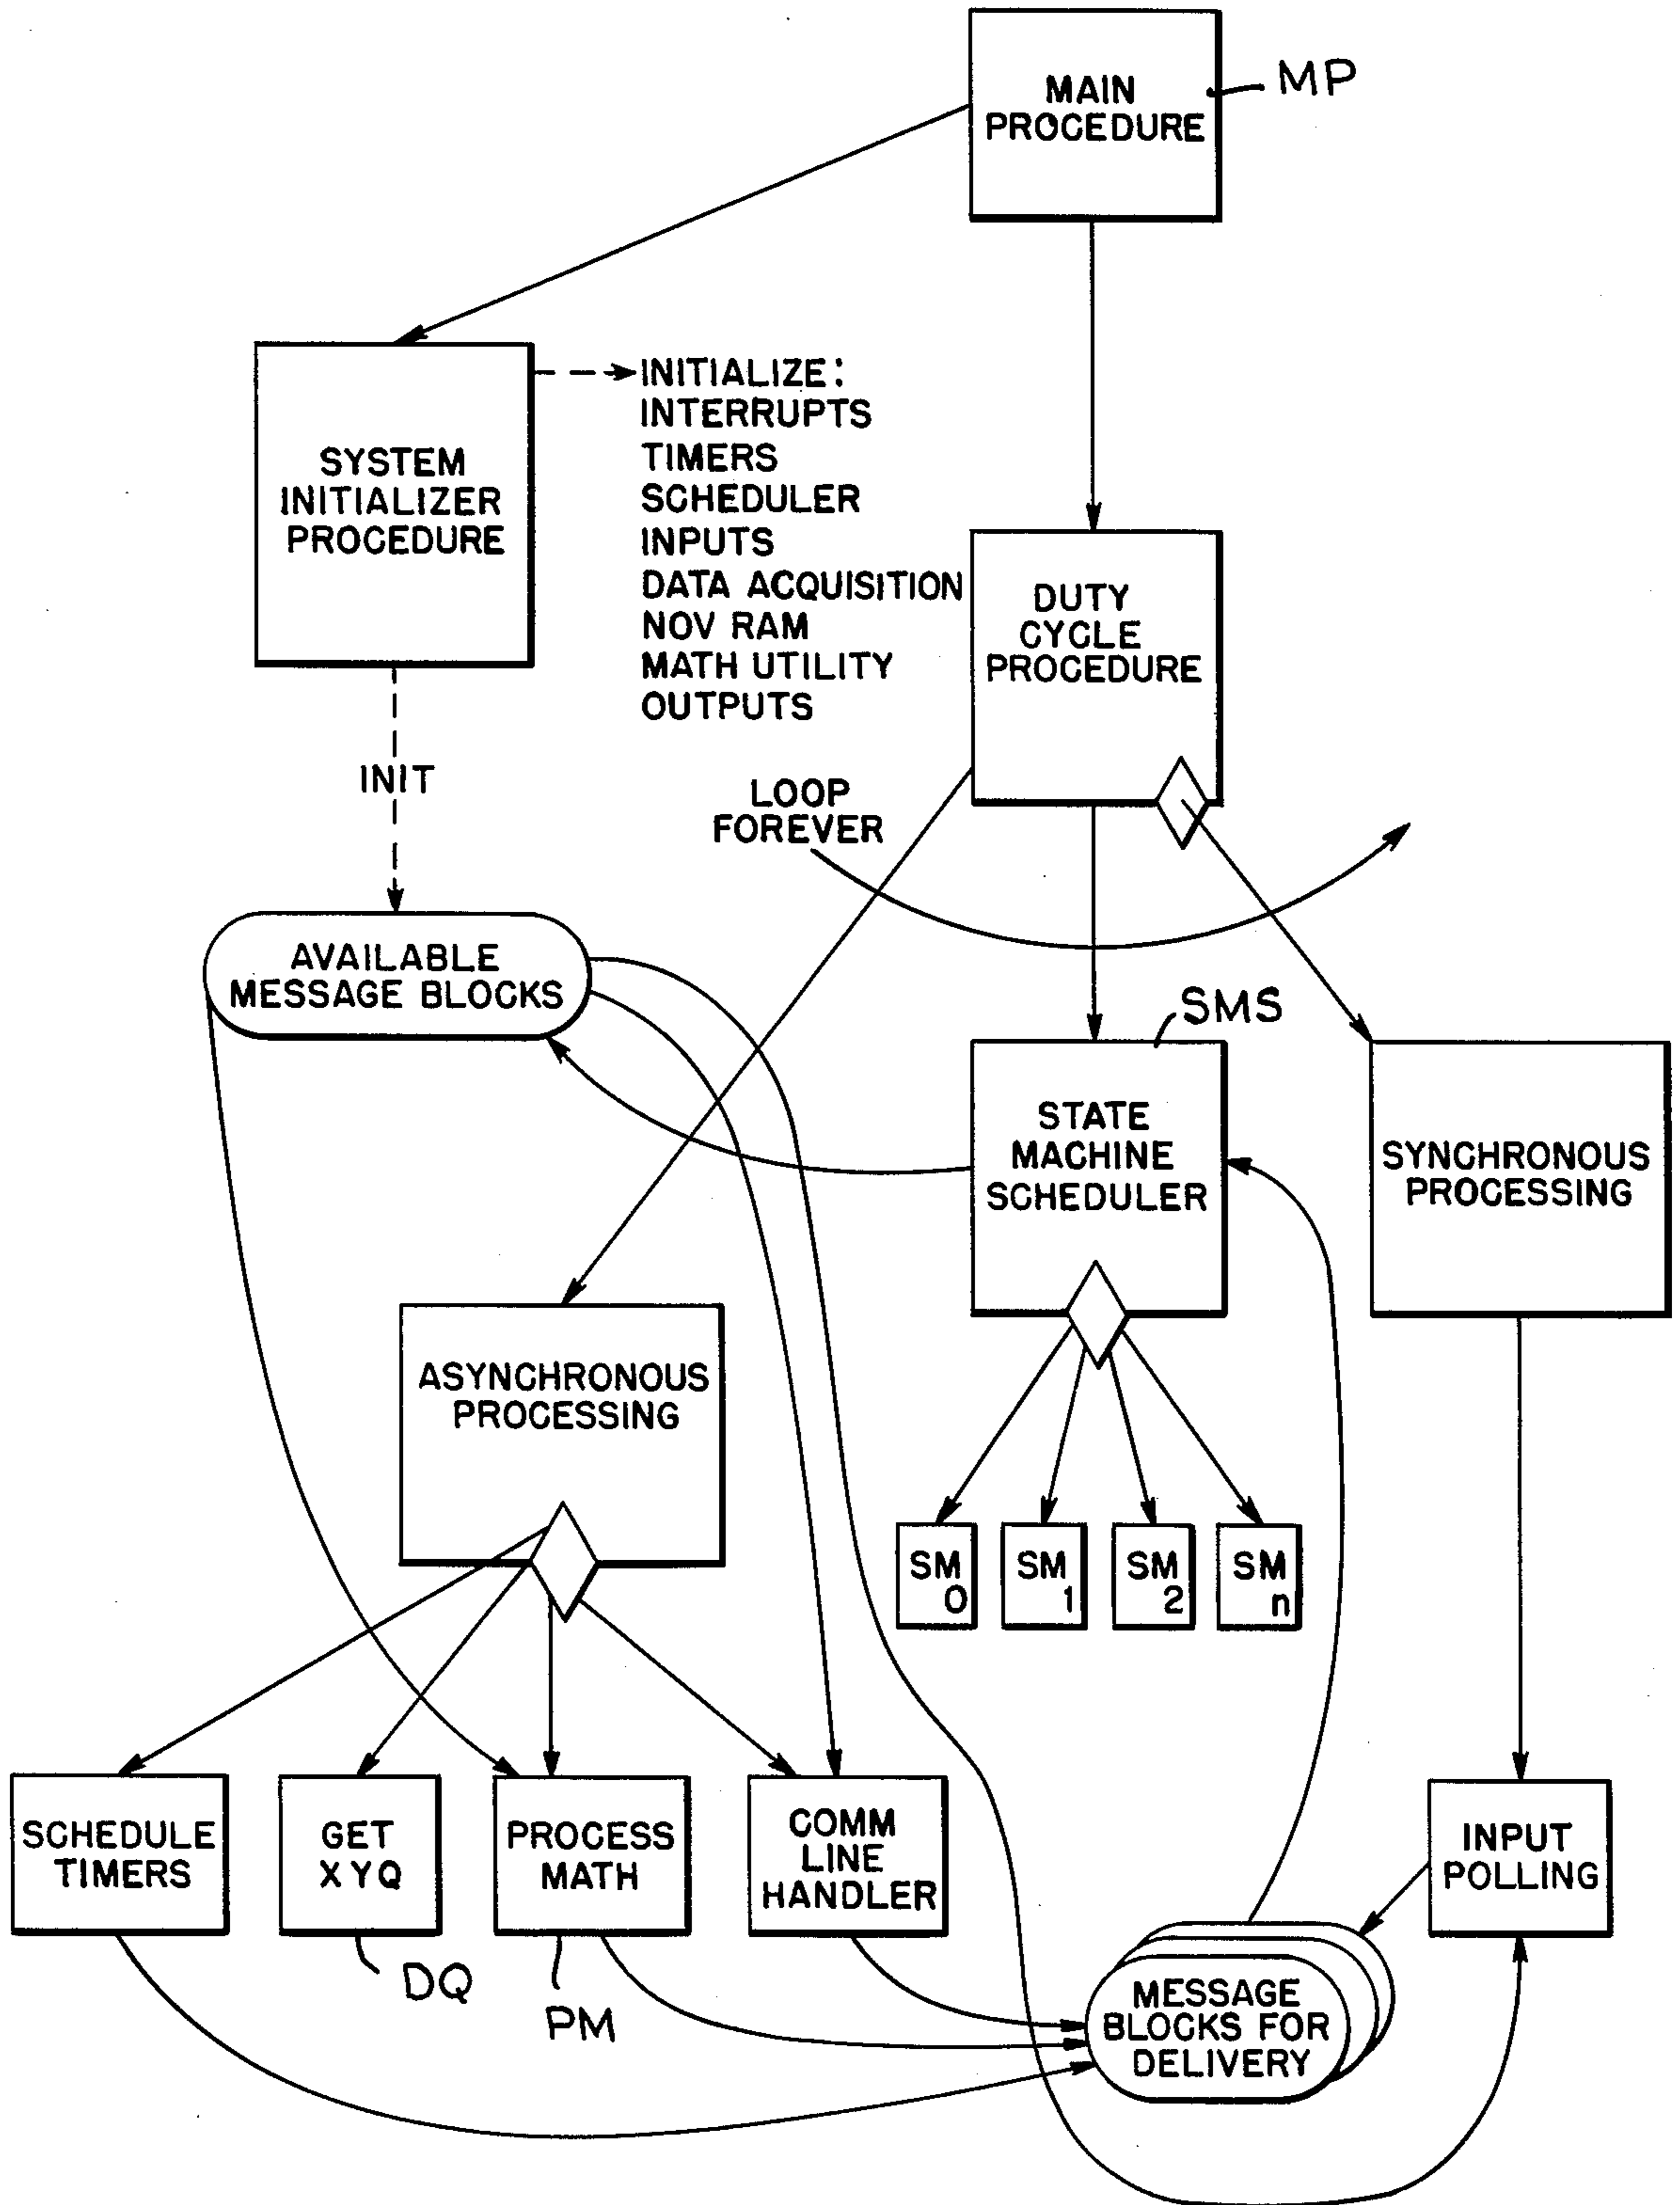 MAIN
PROCEDURE
MP
SYSTEM
INITIALIZER
PROCEDURE
INITIALIZE:
INTERRUPTS
TIMERS
SCHEDULER
INPUTS
DATA ACQUISITION
NOV RAM
MATH UTILITY
OUTPUTS
DUTY
CYCLE
PROCEDURE
INIT
LOOP
FOREVER
AVAILABLE
MESSAGE BLOCKS
SMS
STATE
MACHINE
SCHEDULER
SYNCHRONOUS
PROCESSING
ASYNCHRONOUS
PROCESSING
SM
0
SM
1
SM
2
SM
n
SCHEDULE
TIMERS
GET
XYQ
PROCESS
MATH
COMM
LINE
HANDLER
INPUT
POLLING
DQ
PM
MESSAGE
BLOCKS FOR
DELIVERY